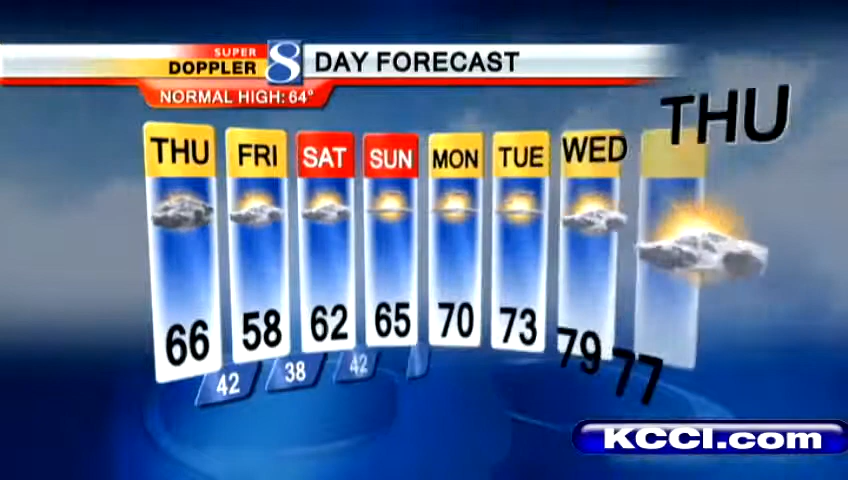 SUPER
DOPPLER 8 DAY FORECAST
NORMAL HIGH: 64°
THU FRI SAT SUN MON TUE WED THU
66 58 62 65 70 73 79 77
42 38 42
KCCI.com